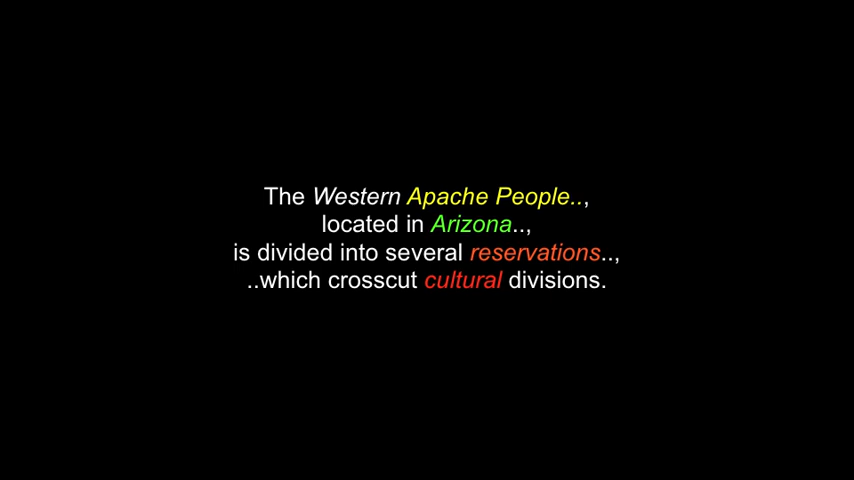 The Western Apache People..,
located in Arizona..,
is divided into several reservations..,
..which crosscut cultural divisions.